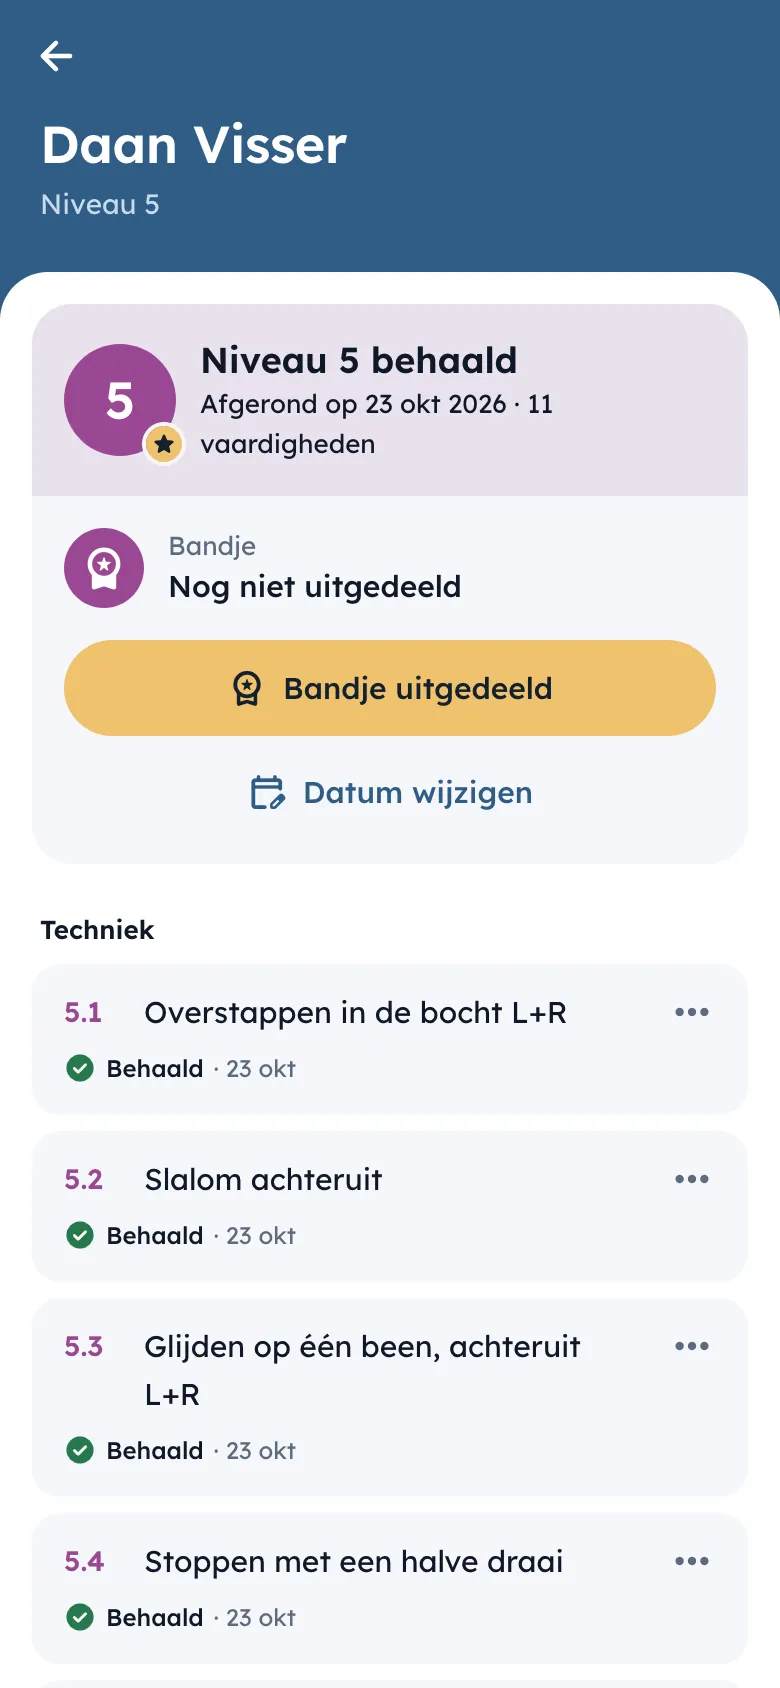 Daan Visser
Niveau 5
5
Niveau 5 behaald
Afgerond op 23 okt 2026 · 11
vaardigheden
Bandje
Nog niet uitgedeeld
Bandje uitgedeeld
Datum wijzigen
Techniek
5.1 Overstappen in de bocht L+R
Behaald · 23 okt
5.2 Slalom achteruit
Behaald · 23 okt
5.3 Glijden op één been, achteruit
L+R
Behaald · 23 okt
5.4 Stoppen met een halve draai
Behaald · 23 okt